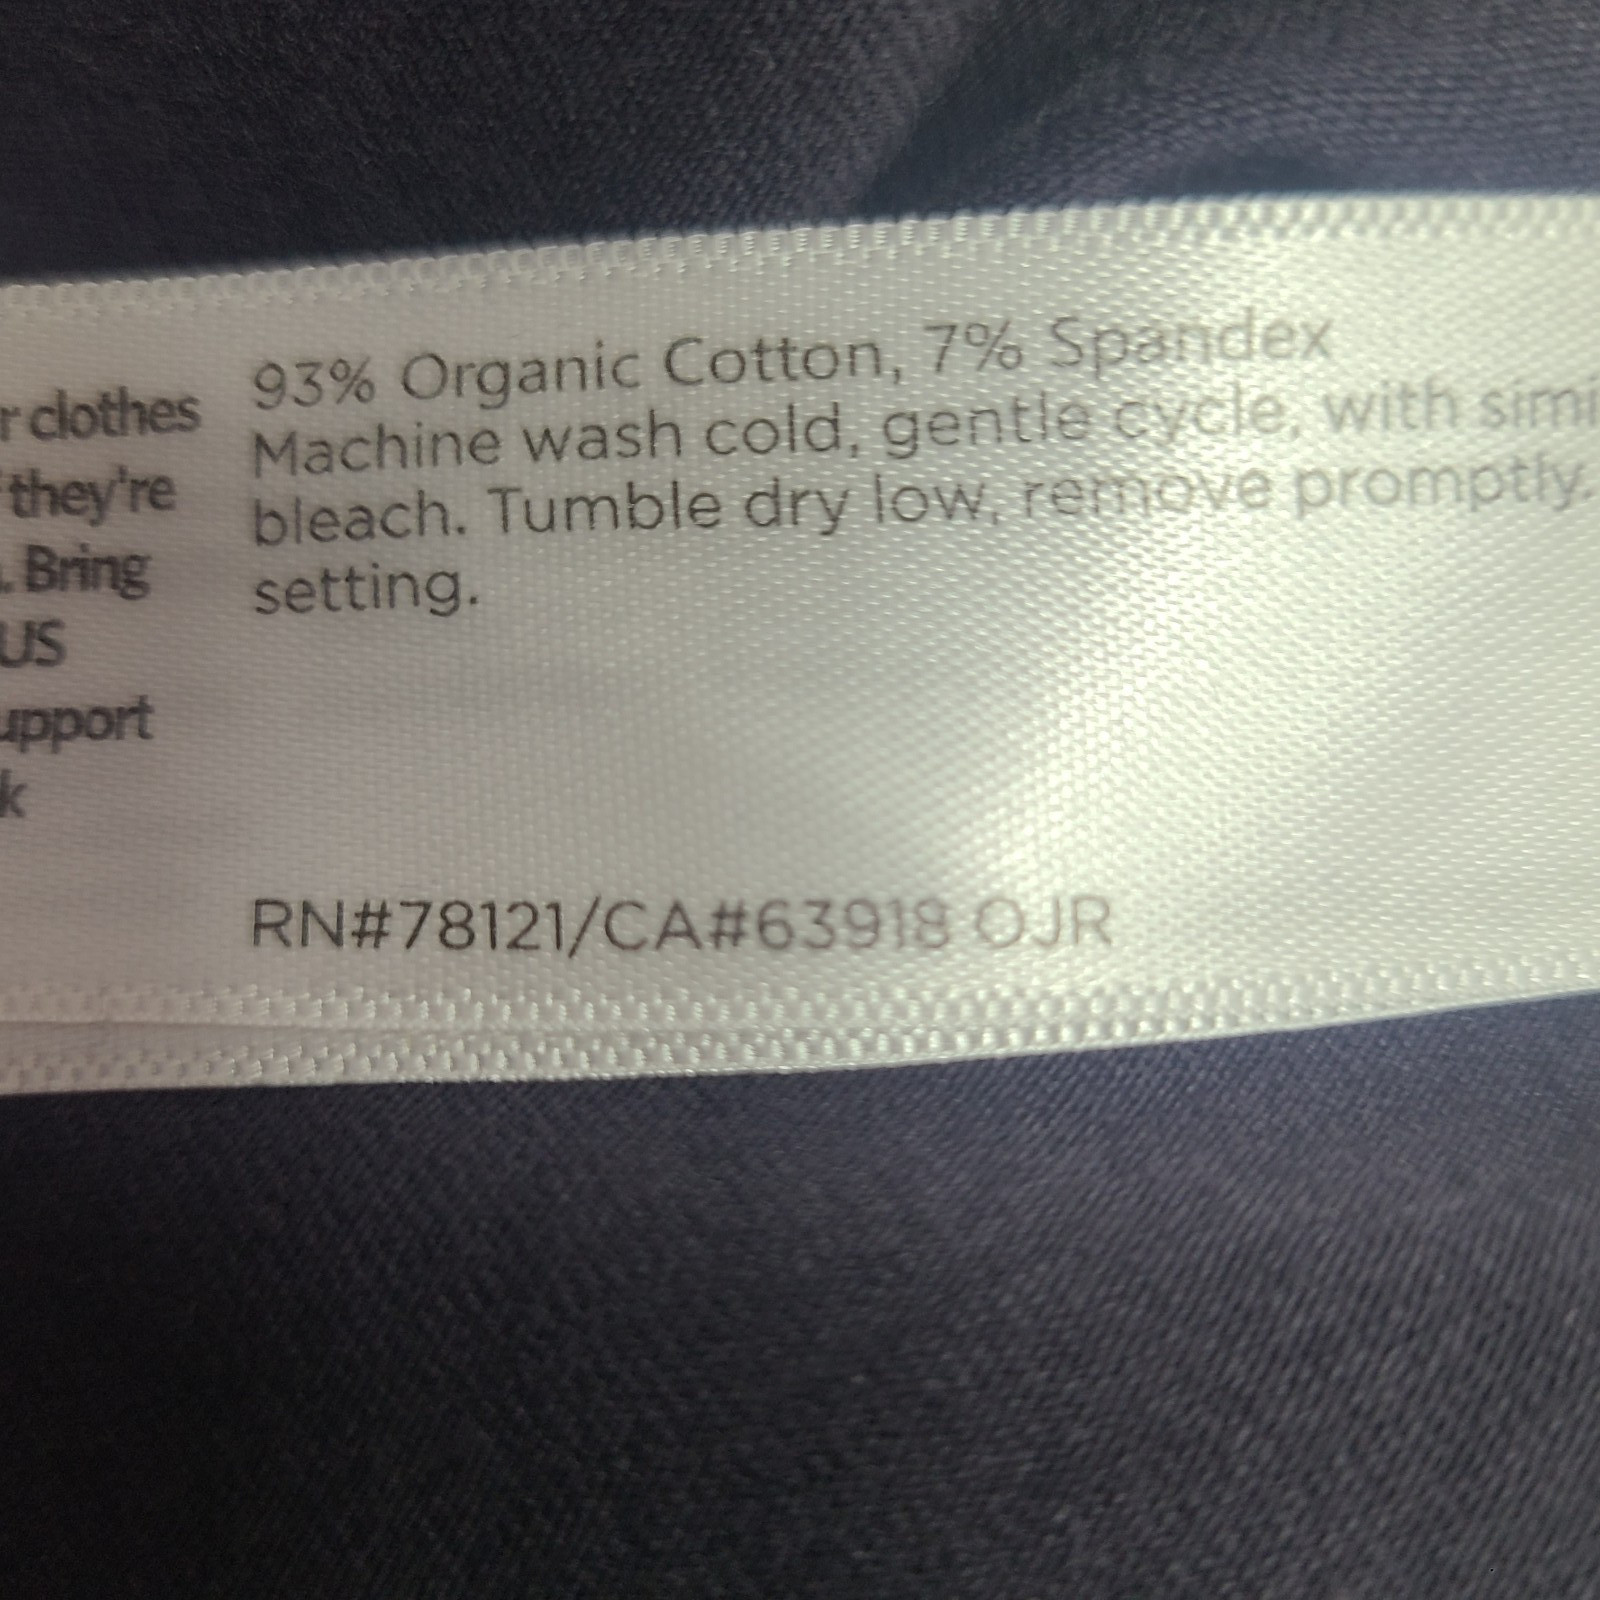 r clothes
they're
. Bring
US
upport
k
93% Organic Cotton, 7% Spandex
Machine wash cold, gentle cycle, with simi
bleach. Tumble dry low, remove promptly.
setting.
RN#78121/CA#63918 OJR